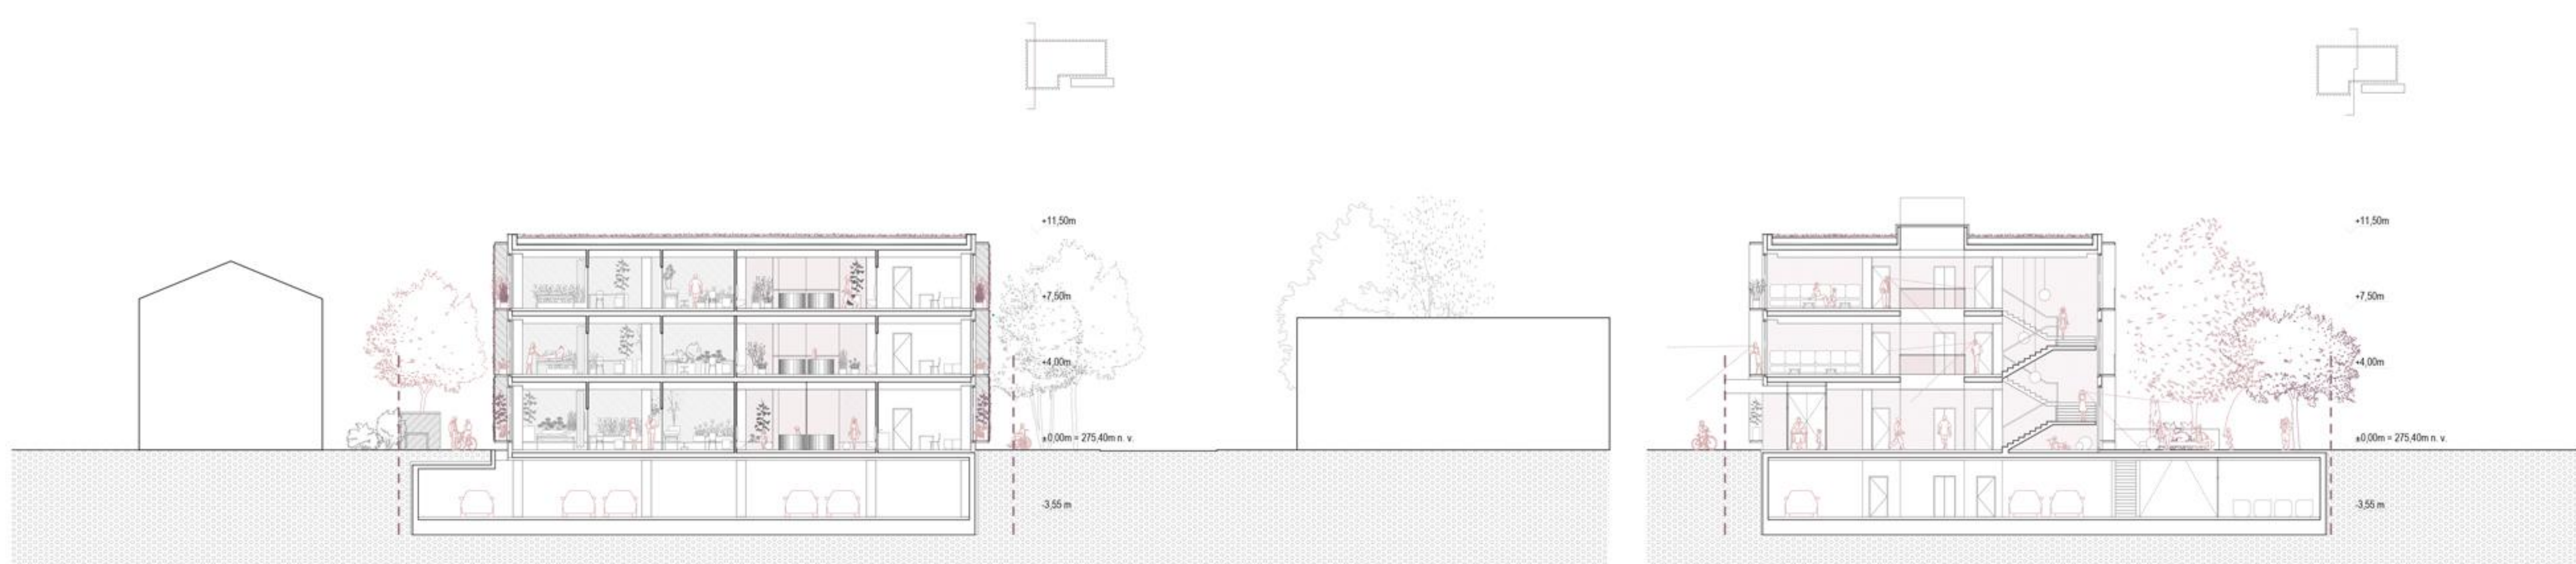 +11,50m
+7,50m
+4,00m
±0,00m = 275,40m n. v.
-3,55 m
+11,50m
+7,50m
+4,00m
±0,00m = 275,40m n. v.
-3,55 m